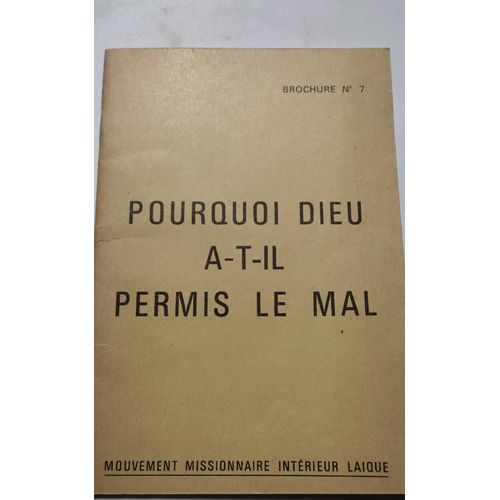 BROCHURE N° 7
POURQUOI DIEU
A-T-IL
PERMIS LE MAL
MOUVEMENT MISSIONNAIRE INTÉRIEUR LAIQUE